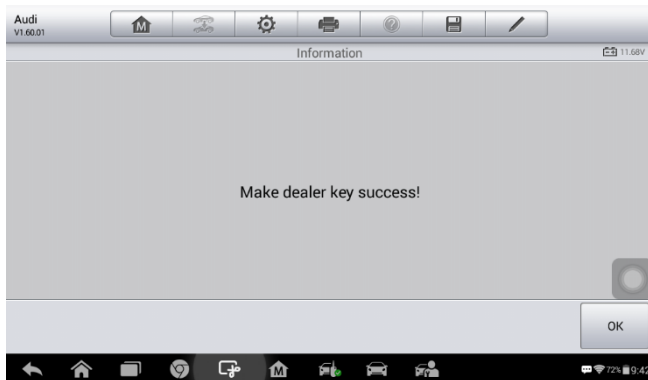 Audi
V1.60.01
Information
11.68V
Make dealer key success!
OK
72% 9:42